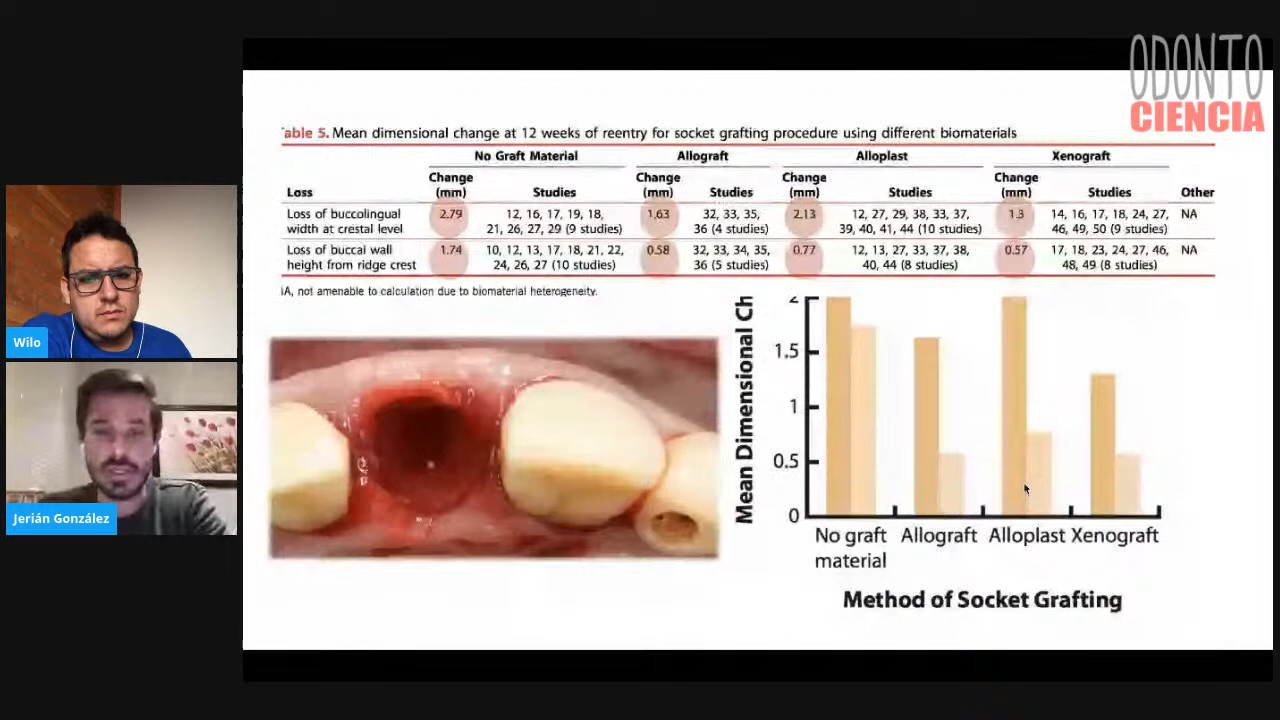 ODONTO
CIENCIA
able 5. Mean dimensional change at 12 weeks of reentry for socket grafting procedure using different biomaterials
No Graft Material Allograft Alloplast Xenograft
Change Change Change Change
Loss (mm) Studies (mm) Studies (mm) Studies (mm) Studies Other
Loss of buccolingual 2.79 12, 16, 17, 19, 18, 1.63 32, 33, 35, 2.13 12, 27, 29, 38, 33, 37, 1.3 14, 16, 17, 18, 24, 27, NA
width at crestal level 21, 26, 27, 29 (9 studies) 36 (4 studies) 39, 40, 41, 44 (10 studies) 46, 49, 50 (9 studies)
Loss of buccal wall 1.74 10, 12, 13, 17, 18, 21, 22, 0.58 32, 33, 34, 35, 0.77 12, 13, 27, 33, 37, 38, 0.57 17, 18, 23, 24, 27, 46, NA
height from ridge crest 24, 26, 27 (10 studies) 36 (5 studies) 40, 44 (8 studies) 48, 49 (8 studies)
IA, not amenable to calculation due to biomaterial heterogeneity.
Wilo
Jerián González
Mean Dimensional Ch
2
1.5
1
0.5
0
No graft Allograft Alloplast Xenograft
material
Method of Socket Grafting